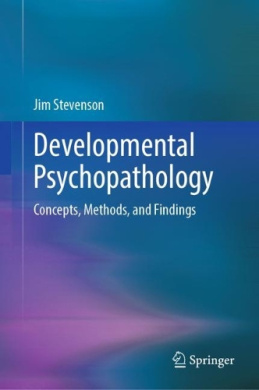 Jim Stevenson
Developmental
Psychopathology
Concepts, Methods, and Findings
Springer